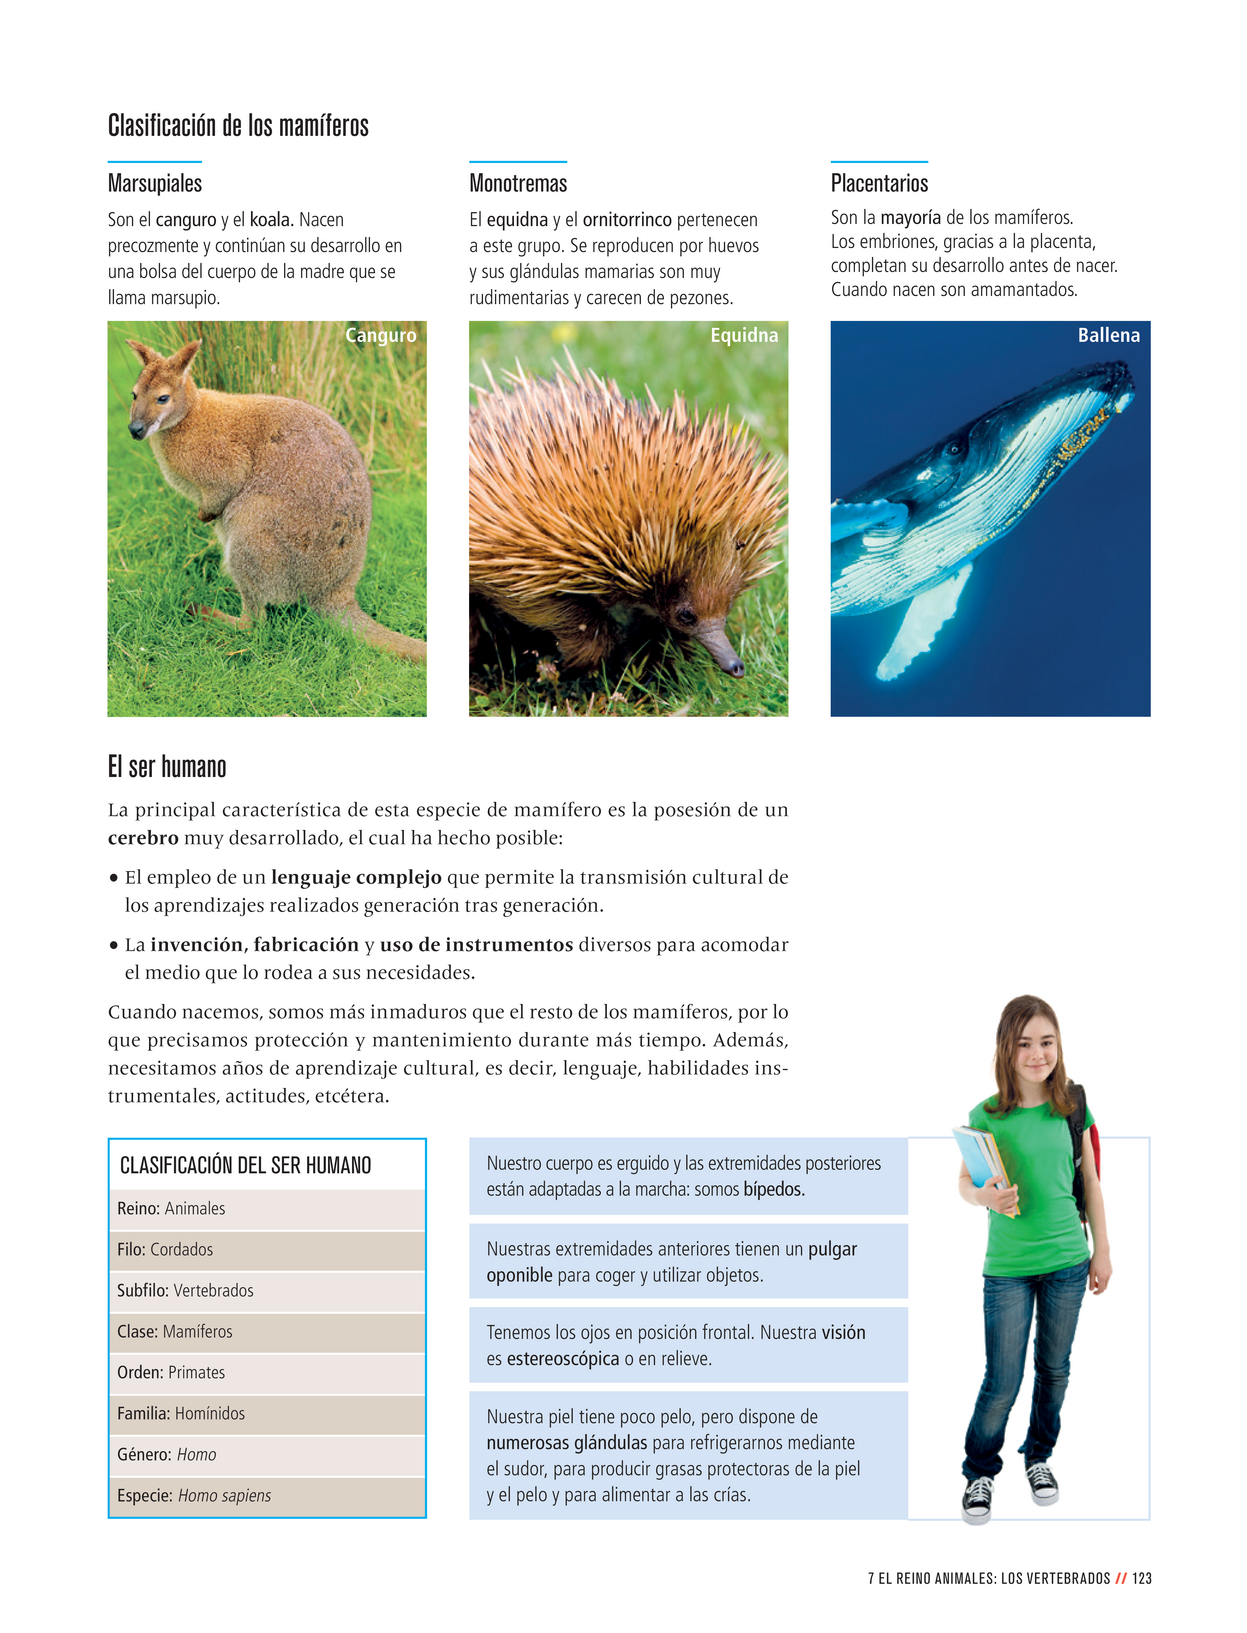 Clasificación de los mamíferos
Marsupiales
Son el canguro y el koala. Nacen
precozmente y continúan su desarrollo en
una bolsa del cuerpo de la madre que se
llama marsupio.
Monotremas
El equidna y el ornitorrinco pertenecen
a este grupo. Se reproducen por huevos
y sus glándulas mamarias son muy
rudimentarias y carecen de pezones.
Placentarios
Son la mayoría de los mamíferos.
Los embriones, gracias a la placenta,
completan su desarrollo antes de nacer.
Cuando nacen son amamantados.
Canguro
Equidna
Ballena
El ser humano
La principal característica de esta especie de mamífero es la posesión de un
cerebro muy desarrollado, el cual ha hecho posible:
• El empleo de un lenguaje complejo que permite la transmisión cultural de
los aprendizajes realizados generación tras generación.
• La invención, fabricación y uso de instrumentos diversos para acomodar
el medio que lo rodea a sus necesidades.
Cuando nacemos, somos más inmaduros que el resto de los mamíferos, por lo
que precisamos protección y mantenimiento durante más tiempo. Además,
necesitamos años de aprendizaje cultural, es decir, lenguaje, habilidades ins-
trumentales, actitudes, etcétera.
CLASIFICACIÓN DEL SER HUMANO
Reino: Animales
Filo: Cordados
Subfilo: Vertebrados
Clase: Mamíferos
Orden: Primates
Familia: Homínidos
Género: Homo
Especie: Homo sapiens
Nuestro cuerpo es erguido y las extremidades posteriores
están adaptadas a la marcha: somos bípedos.
Nuestras extremidades anteriores tienen un pulgar
oponible para coger y utilizar objetos.
Tenemos los ojos en posición frontal. Nuestra visión
es estereoscópica o en relieve.
Nuestra piel tiene poco pelo, pero dispone de
numerosas glándulas para refrigerarnos mediante
el sudor, para producir grasas protectoras de la piel
y el pelo y para alimentar a las crías.
7 EL REINO ANIMALES: LOS VERTEBRADOS // 123